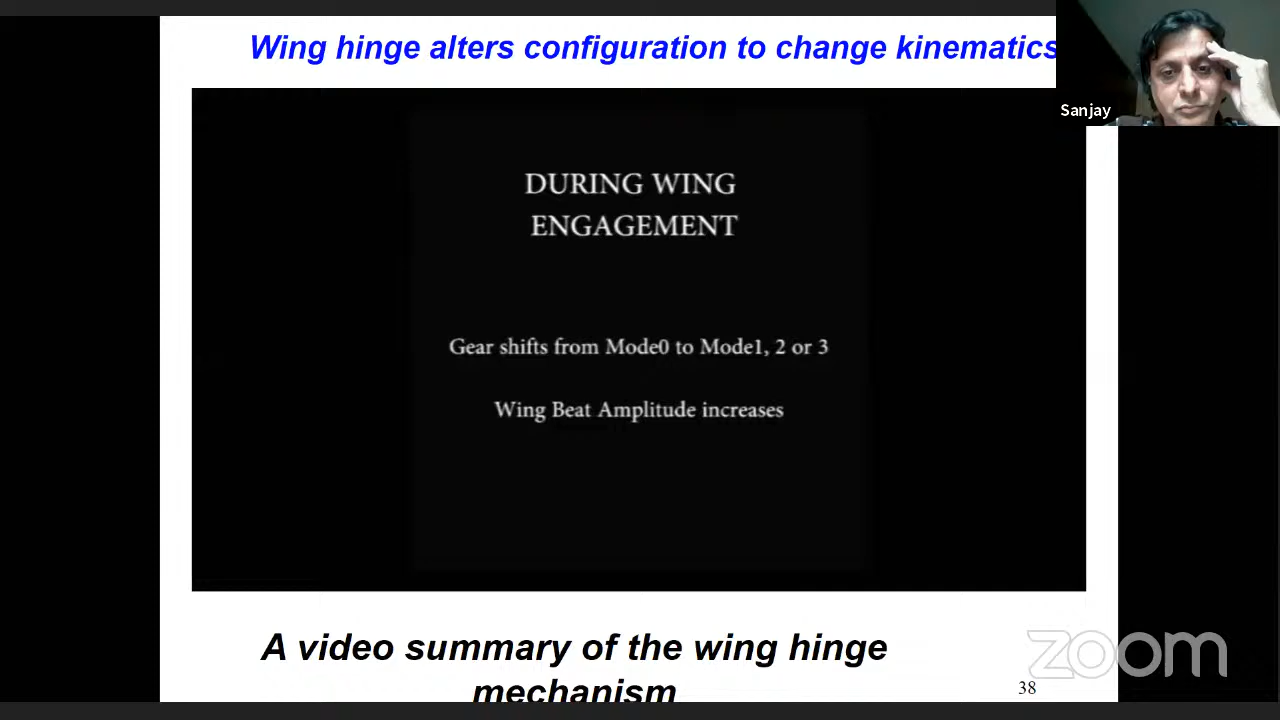 Wing hinge alters configuration to change kinematics
Sanjay
DURING WING
ENGAGEMENT
Gear shifts from Mode0 to Mode1, 2 or 3
Wing Beat Amplitude increases
A video summary of the wing hinge
mechanism
38
zoom